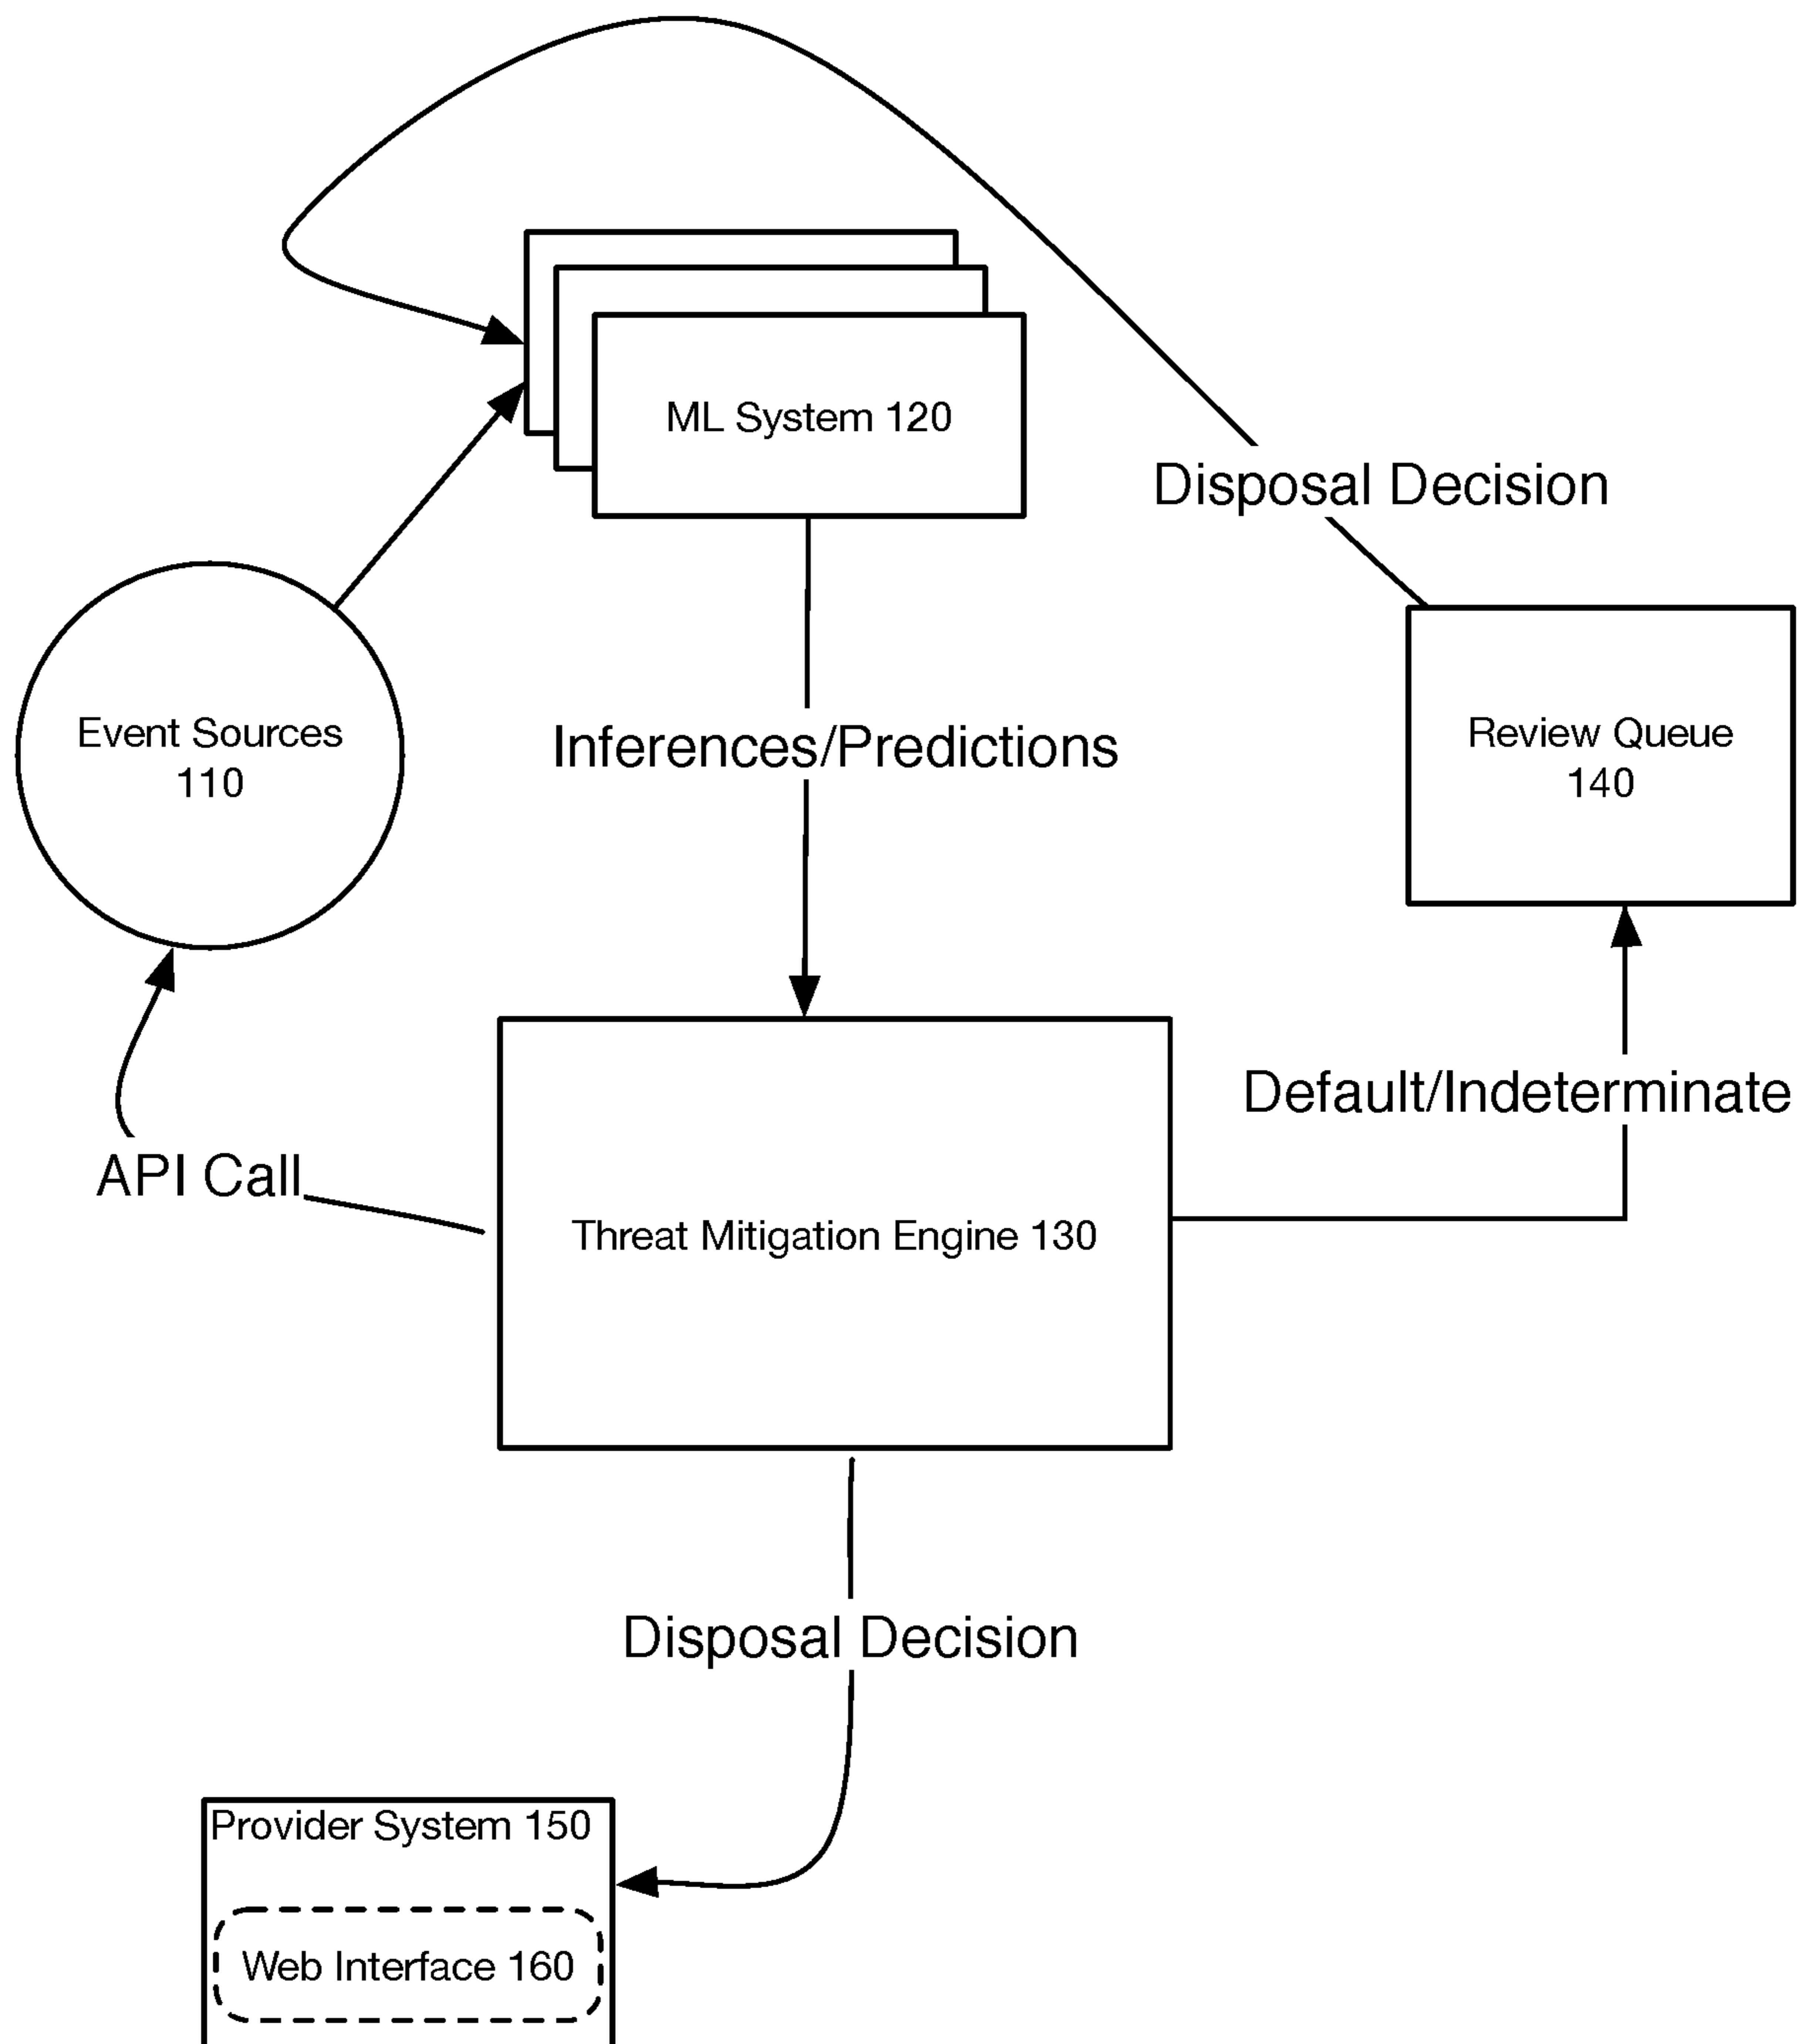 ML System 120
Disposal Decision
Event Sources
110
Inferences/Predictions
Review Queue
140
Default/Indeterminate
API Call
Threat Mitigation Engine 130
Disposal Decision
Provider System 150
Web Interface 160